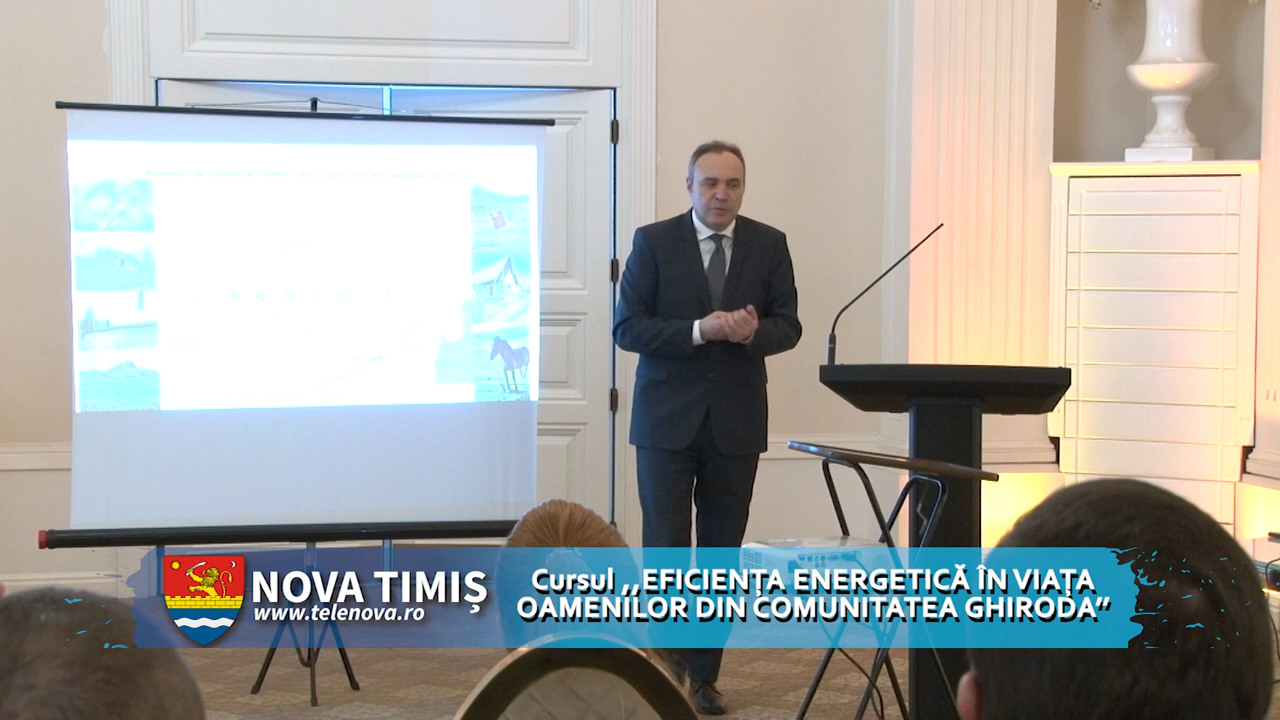 NOVA TIMIȘ
www.telenova.ro
Cursul ,,EFICIENȚA ENERGETICĂ ÎN VIAȚA
OAMENILOR DIN COMUNITATEA GHIRODA”